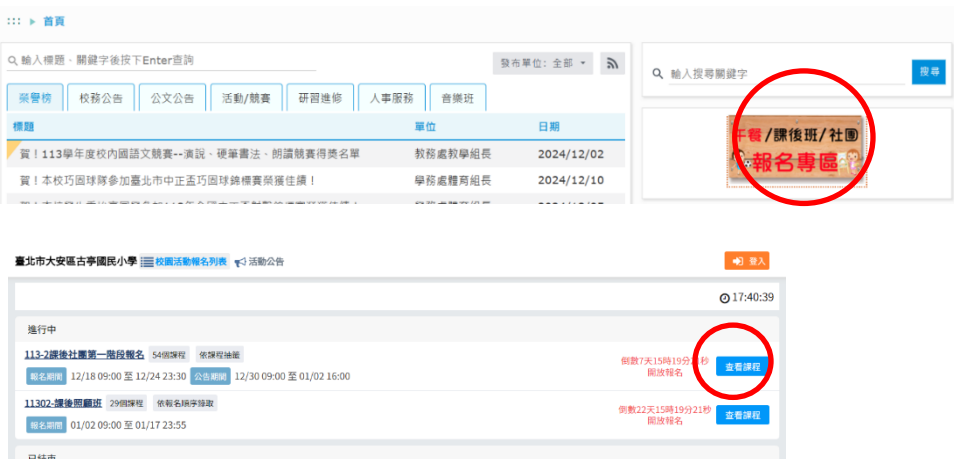 ::: ▶ 首頁
輸入標題、關鍵字後按下Enter查詢
發布單位: 全部
榮譽榜 校務公告 公文公告 活動/競賽 研習進修 人事服務 音樂班
標題 單位 日期
賀！113學年度校內國語文競賽--演說、硬筆書法、朗讀競賽得獎名單 教務處教學組長 2024/12/02
賀！本校巧固球隊參加臺北市中正盃巧固球錦標賽榮獲佳績！ 學務處體育組長 2024/12/10
輸入搜尋關鍵字 搜尋
午餐/課後班/社團
報名專區
臺北市大安區古亭國民小學 校園活動報名列表 活動公告 登入
17:40:39
進行中
113-2課後社團第一階段報名 54個課程 依課程抽籤
倒數7天15時19分21秒
開放報名
查看課程
報名期間 12/18 09:00 至 12/24 23:30 公告期間 12/30 09:00 至 01/02 16:00
11302-課後照顧班 29個課程 依報名順序錄取
倒數22天15時19分21秒
開放報名
查看課程
報名期間 01/02 09:00 至 01/17 23:55